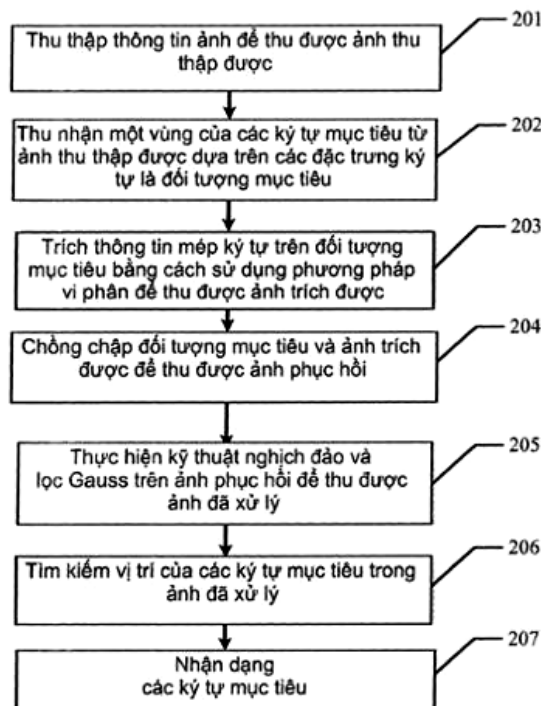 201
Thu thập thông tin ảnh để thu được ảnh thu
thập được
202
Thu nhận một vùng của các ký tự mục tiêu từ
ảnh thu thập được dựa trên các đặc trưng ký
tự là đối tượng mục tiêu
203
Trích thông tin mép ký tự trên đối tượng
mục tiêu bằng cách sử dụng phương pháp
vi phân để thu được ảnh trích được
204
Chồng chập đối tượng mục tiêu và ảnh trích
được để thu được ảnh phục hồi
205
Thực hiện kỹ thuật nghịch đảo và
lọc Gauss trên ảnh phục hồi để thu được
ảnh đã xử lý
206
Tìm kiếm vị trí của các ký tự mục tiêu trong
ảnh đã xử lý
207
Nhận dạng
các ký tự mục tiêu